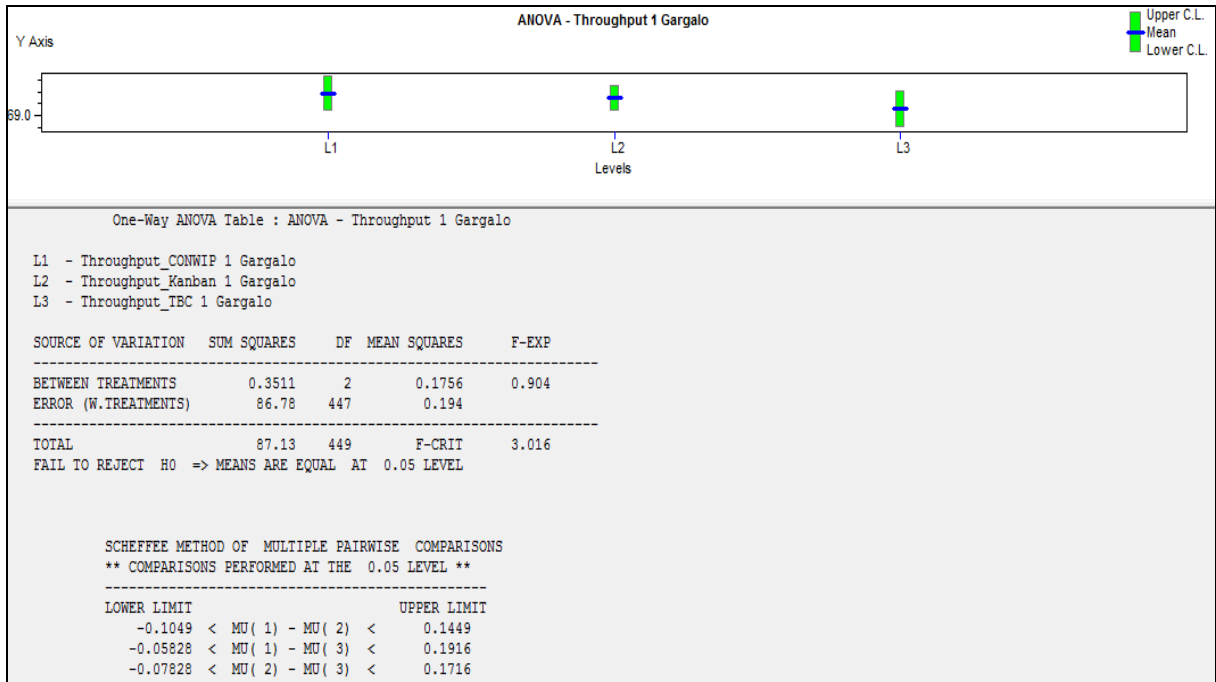 ANOVA - Throughput 1 Gargalo
Upper C.L.
Mean
Lower C.L.
Y Axis
69.0
L1 L2 L3
Levels
One-Way ANOVA Table : ANOVA - Throughput 1 Gargalo
L1 - Throughput_CONWIP 1 Gargalo
L2 - Throughput_Kanban 1 Gargalo
L3 - Throughput_TBC 1 Gargalo
SOURCE OF VARIATION SUM SQUARES DF MEAN SQUARES F-EXP
-----------------------------------------------------------------------
BETWEEN TREATMENTS 0.3511 2 0.1756 0.904
ERROR (W.TREATMENTS) 86.78 447 0.194
-----------------------------------------------------------------------
TOTAL 87.13 449 F-CRIT 3.016
FAIL TO REJECT H0 => MEANS ARE EQUAL AT 0.05 LEVEL
SCHEFFEE METHOD OF MULTIPLE PAIRWISE COMPARISONS
** COMPARISONS PERFORMED AT THE 0.05 LEVEL **
------------------------------------------------
LOWER LIMIT UPPER LIMIT
-0.1049 < MU( 1) - MU( 2) < 0.1449
-0.05828 < MU( 1) - MU( 3) < 0.1916
-0.07828 < MU( 2) - MU( 3) < 0.1716